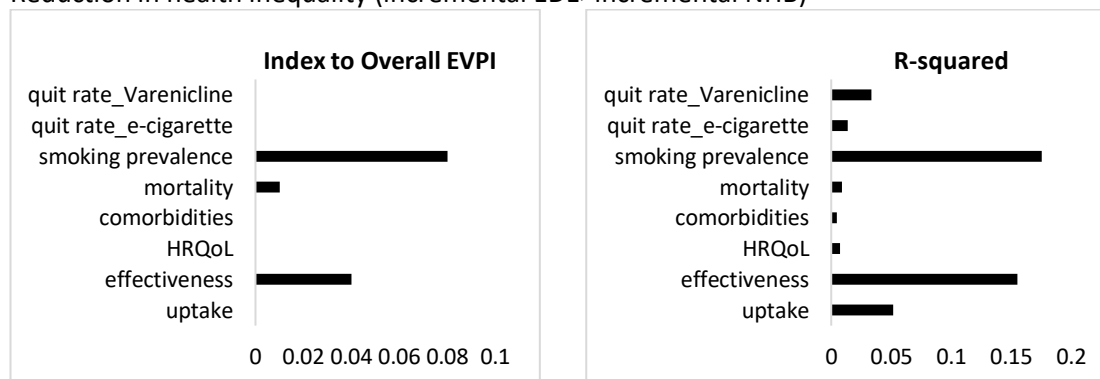 Reduction in health inequality (incremental EDE- incremental NHB)
Index to Overall EVPI
quit rate_Varenicline
quit rate_e-cigarette
smoking prevalence
mortality
comorbidities
HRQoL
effectiveness
uptake
0 0.02 0.04 0.06 0.08 0.1
R-squared
quit rate_Varenicline
quit rate_e-cigarette
smoking prevalence
mortality
comorbidities
HRQoL
effectiveness
uptake
0 0.05 0.1 0.15 0.2